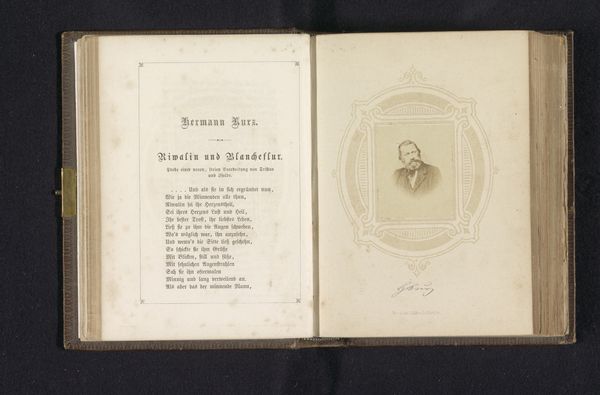 Hermann Kurz.
Riwalin und Blancheflur.
Probe einer neuen, freien Bearbeitung von Tristan
und Isolde.
. . . . Und als sie in sich ergründet nun,
Wie ja die Minnenden alle thun,
Riwalin sei ihr Herzenstheil,
Sei ihres Herzens Lust und Heil,
Ihr bester Trost, ihr liebstes Leben,
Ließ sie zu ihm die Augen schweben,
Wo's möglich war, ihn anzusehn,
Und wenn's die Sitte ließ geschehn,
So schickte sie ihm Grüße
Mit Blicken, still und süße,
Mit sehnlichen Augenstrahlen
Sah sie ihn oftermalen
Minnig und lang verweilend an.
Als aber das der minnende Mann,